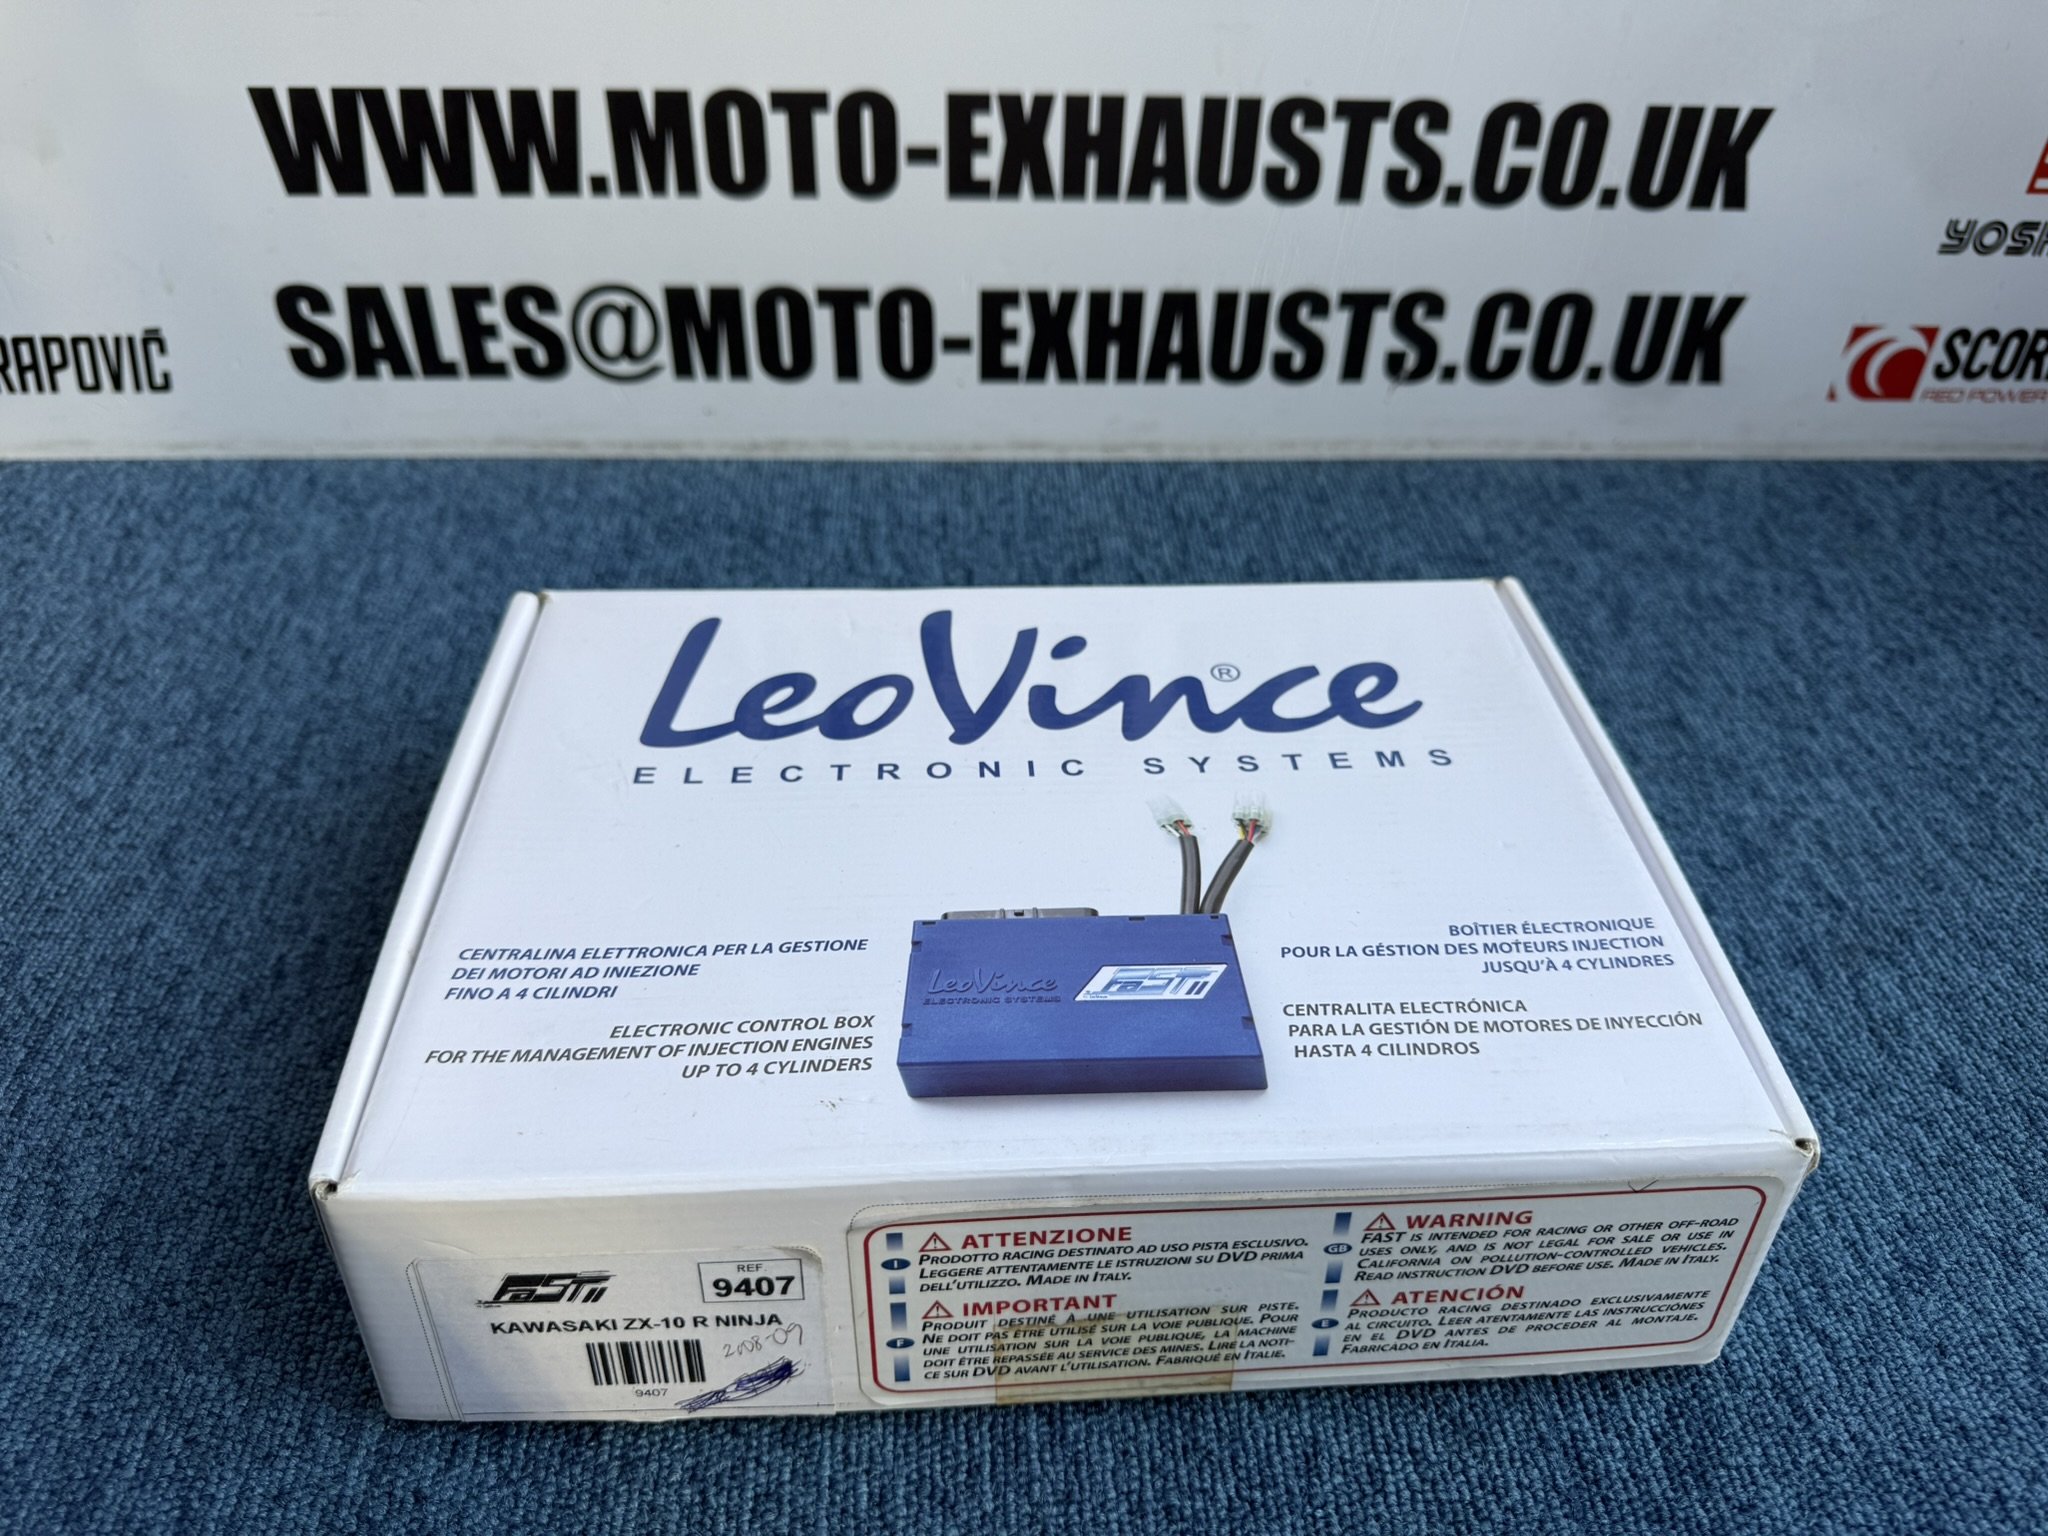 WWW.MOTO-EXHAUSTS.CO.UK
SALES@MOTO-EXHAUSTS.CO.UK
RAPOVIČ
YOSH
SCOR
RED POWER
LeoVince®
ELECTRONIC SYSTEMS
CENTRALINA ELETTRONICA PER LA GESTIONE
DEI MOTORI AD INIEZIONE
FINO A 4 CILINDRI
ELECTRONIC CONTROL BOX
FOR THE MANAGEMENT OF INJECTION ENGINES
UP TO 4 CYLINDERS
LeoVince
ELECTRONIC SYSTEMS
FaST II
BOÎTIER ÉLECTRONIQUE
POUR LA GÉSTION DES MOTEURS INJECTION
JUSQU'À 4 CYLINDRES
CENTRALITA ELECTRÓNICA
PARA LA GESTIÓN DE MOTORES DE INYECCIÓN
HASTA 4 CILINDROS
FaST II
REF.
9407
KAWASAKI ZX-10 R NINJA
2008-09
9407
ATTENZIONE
I
PRODOTTO RACING DESTINATO AD USO PISTA ESCLUSIVO.
LEGGERE ATTENTAMENTE LE ISTRUZIONI SU DVD PRIMA
DELL'UTILIZZO. MADE IN ITALY.
IMPORTANT
F
PRODUIT DESTINÉ A UNE UTILISATION SUR PISTE.
NE DOIT PAS ÊTRE UTILISÉ SUR LA VOIE PUBLIQUE. POUR
UNE UTILISATION SUR LA VOIE PUBLIQUE, LA MACHINE
DOIT ÊTRE REPASSÉE AU SERVICE DES MINES. LIRE LA NOTI-
CE SUR DVD AVANT L'UTILISATION. FABRIQUÉ EN ITALIE.
WARNING
GB
FAST IS INTENDED FOR RACING OR OTHER OFF-ROAD
USES ONLY, AND IS NOT LEGAL FOR SALE OR USE IN
CALIFORNIA ON POLLUTION-CONTROLLED VEHICLES.
READ INSTRUCTION DVD BEFORE USE. MADE IN ITALY.
ATENCIÓN
E
PRODUCTO RACING DESTINADO EXCLUSIVAMENTE
AL CIRCUITO. LEER ATENTAMENTE LAS INSTRUCCIÓNES
EN EL DVD ANTES DE PROCEDER AL MONTAJE.
FABRICADO EN ITALIA.